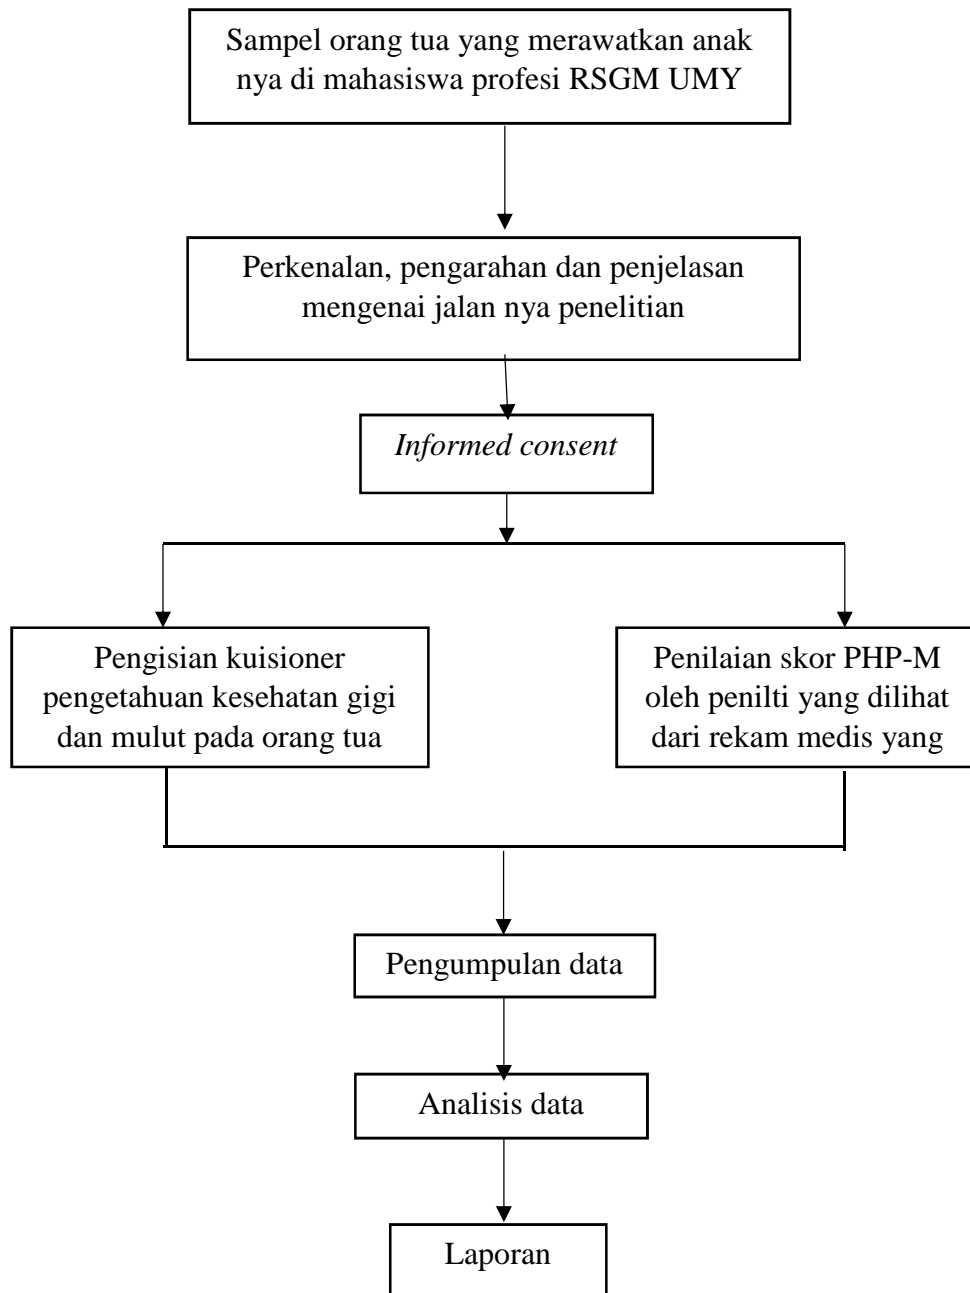 Sampel orang tua yang merawatkan anak
nya di mahasiswa profesi RSGM UMY
Perkenalan, pengarahan dan penjelasan
mengenai jalan nya penelitian
Informed consent
Pengisian kuisioner
pengetahuan kesehatan gigi
dan mulut pada orang tua
Penilaian skor PHP-M
oleh penilti yang dilihat
dari rekam medis yang
Pengumpulan data
Analisis data
Laporan